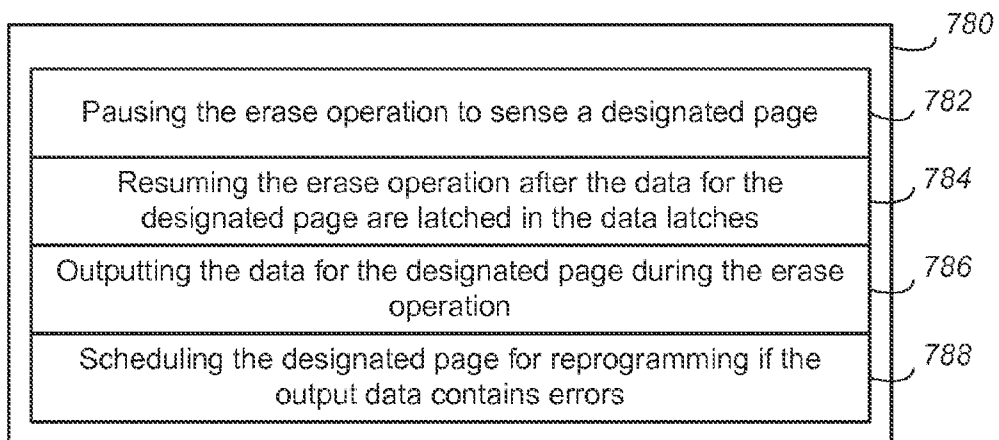 780
Pausing the erase operation to sense a designated page
782
Resuming the erase operation after the data for the
designated page are latched in the data latches
784
Outputting the data for the designated page during the erase
operation
786
Scheduling the designated page for reprogramming if the
output data contains errors
788